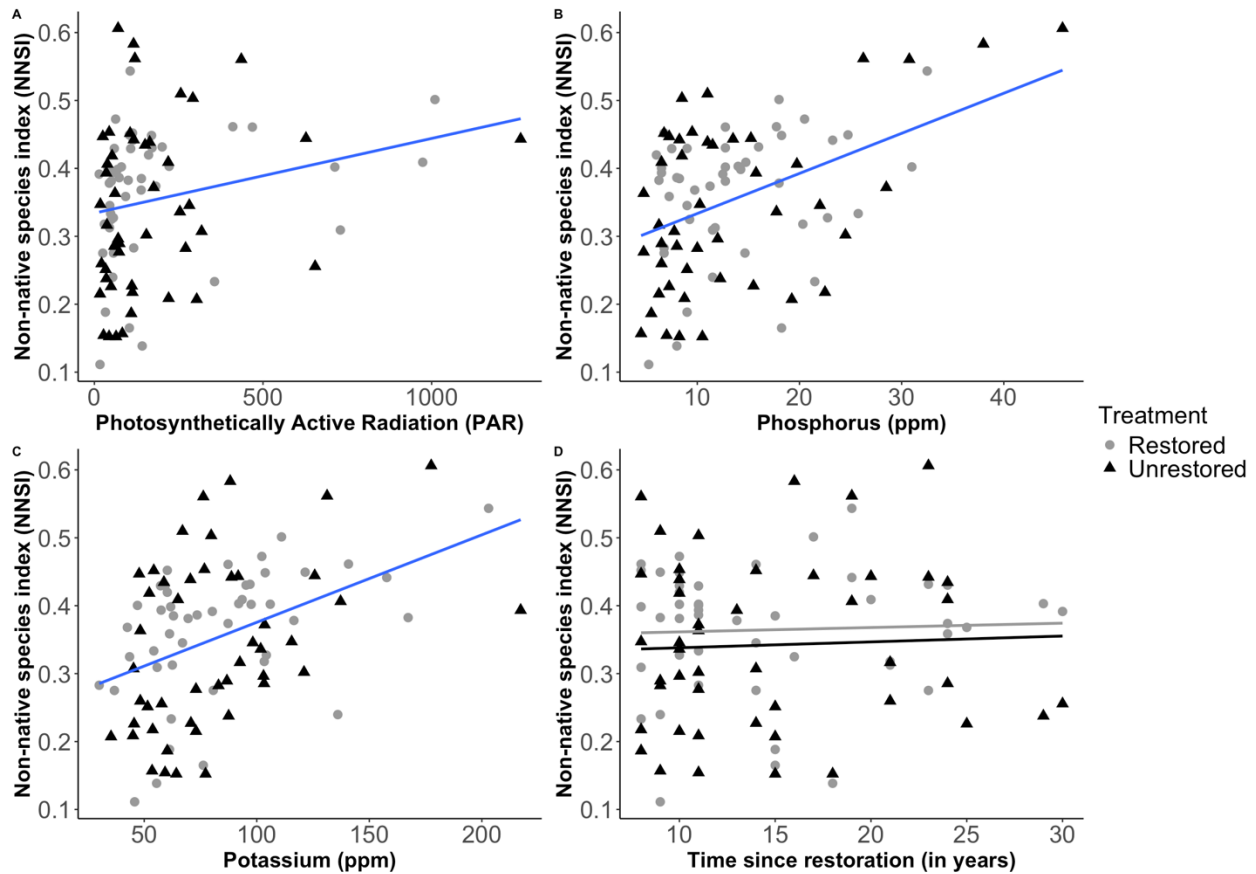 A
B
Non-native species index (NNSI)
0.6
0.5
0.4
0.3
0.2
0.1
0
500
1000
Photosynthetically Active Radiation (PAR)
Non-native species index (NNSI)
0.6
0.5
0.4
0.3
0.2
0.1
10
20
30
40
Phosphorus (ppm)
Treatment
Restored
Unrestored
C
D
Non-native species index (NNSI)
0.6
0.5
0.4
0.3
0.2
0.1
50
100
150
200
Potassium (ppm)
Non-native species index (NNSI)
0.6
0.5
0.4
0.3
0.2
0.1
10
15
20
25
30
Time since restoration (in years)